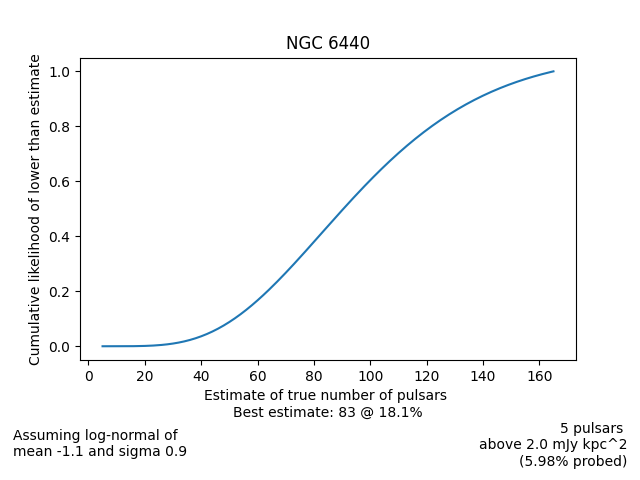 NGC 6440
Cumulative likelihood of lower than estimate
1.0
0.8
0.6
0.4
0.2
0.0
0 20 40 60 80 100 120 140 160
Estimate of true number of pulsars
Best estimate: 83 @ 18.1%
Assuming log-normal of
mean -1.1 and sigma 0.9
5 pulsars
above 2.0 mJy kpc^2
(5.98% probed)